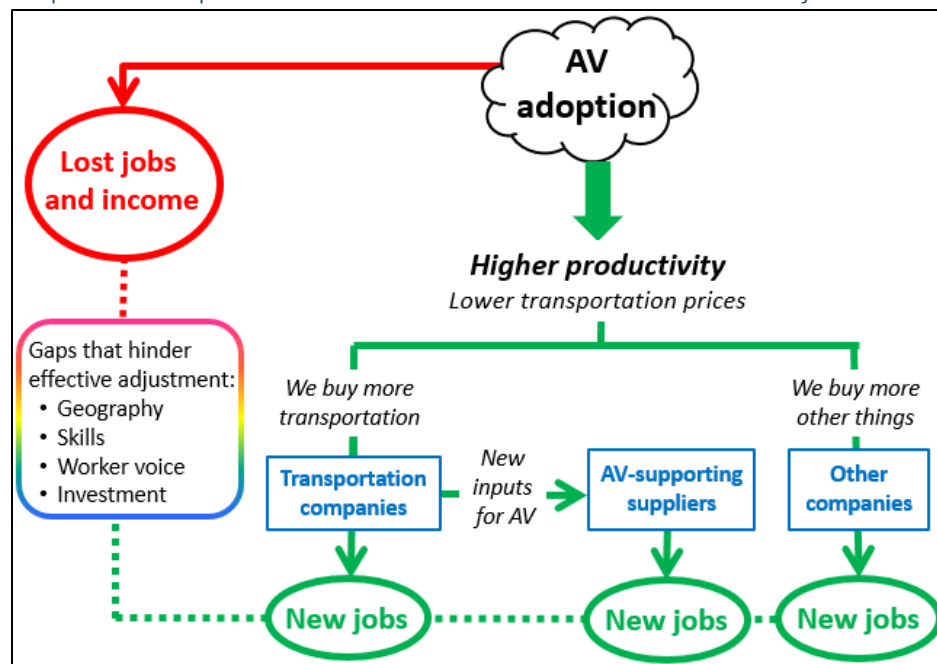 AV
adoption
Lost jobs
and income
Higher productivity
Lower transportation prices
Gaps that hinder
effective adjustment:
• Geography
• Skills
• Worker voice
• Investment
We buy more
transportation
We buy more
other things
Transportation
companies
New
inputs
for AV
AV-supporting
suppliers
Other
companies
New jobs
New jobs
New jobs